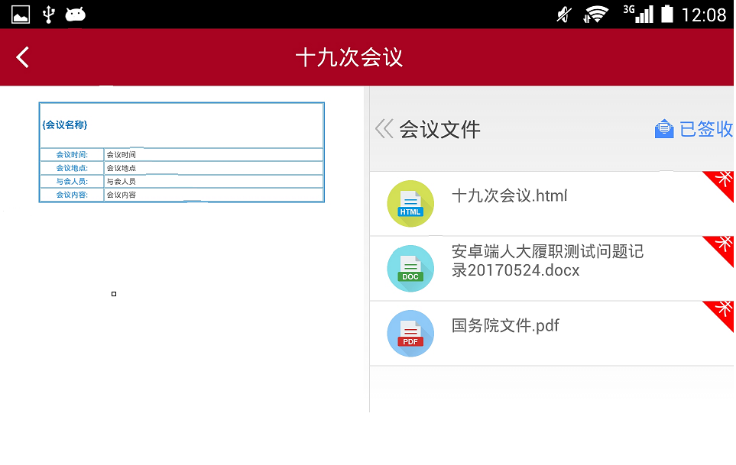 3G 12:08
十九次会议
(会议名称)
会议时间: 会议时间
会议地点: 会议地点
与会人员: 与会人员
会议内容: 会议内容
会议文件 已签收
HTML 十九次会议.html 未
DOC 安卓端人大履职测试问题记
录20170524.docx 未
PDF 国务院文件.pdf 未